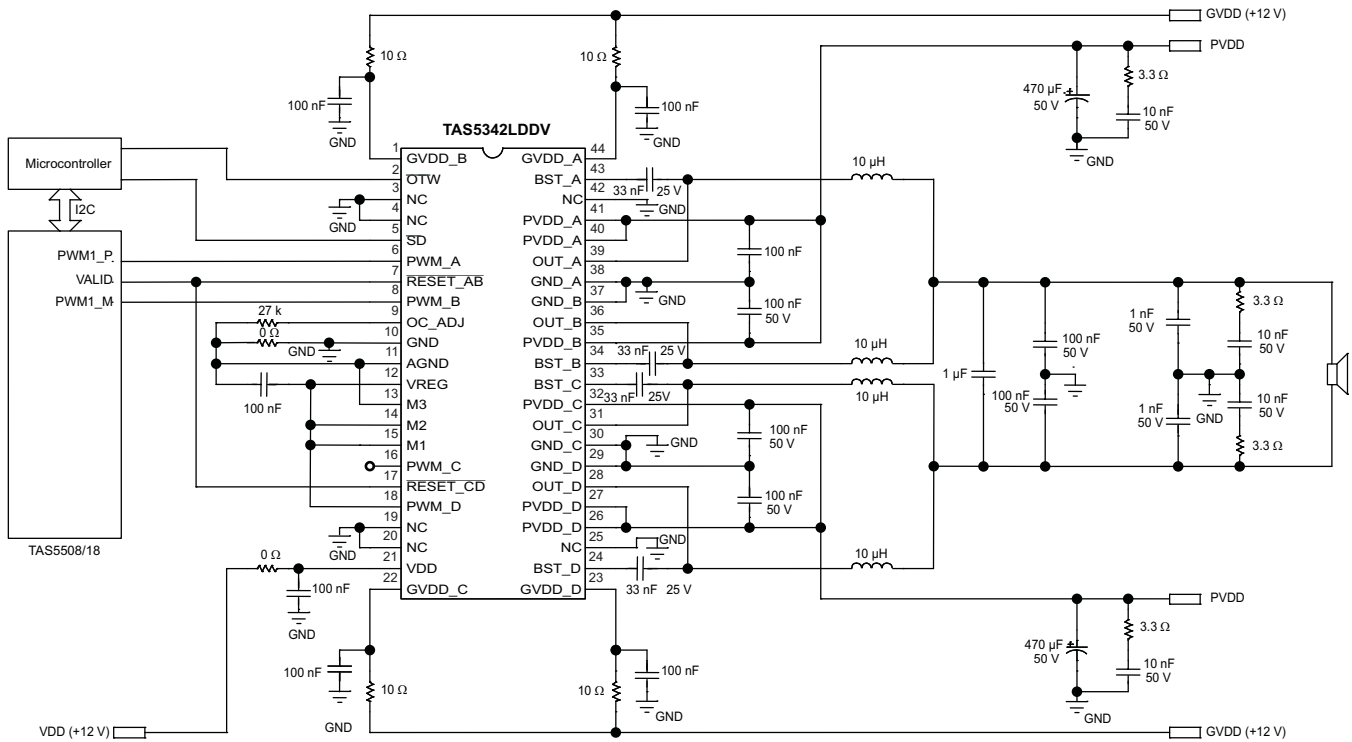 GVDD (+12 V)
PVDD
10 Ω
10 Ω
3.3 Ω
470 µF
50 V
10 nF
50 V
GND
100 nF
GND
100 nF
GND
TAS5342LDDV
Microcontroller
I2C
PWM1_P
VALID
PWM1_M
TAS5508/18
1
GVDD_B
2
OTW
3
NC
4
NC
5
SD
6
PWM_A
7
RESET_AB
8
PWM_B
9
OC_ADJ
10
GND
11
AGND
12
VREG
13
M3
14
M2
15
M1
16
PWM_C
17
RESET_CD
18
PWM_D
19
NC
20
NC
21
VDD
22
GVDD_C
44
GVDD_A
43
BST_A
42
NC
41
PVDD_A
40
PVDD_A
39
OUT_A
38
GND_A
37
GND_B
36
OUT_B
35
PVDD_B
34
BST_B
33
BST_C
32
PVDD_C
31
OUT_C
30
GND_C
29
GND_D
28
OUT_D
27
PVDD_D
26
PVDD_D
25
NC
24
BST_D
23
GVDD_D
GND
27 k
0 Ω
GND
100 nF
GND
0 Ω
100 nF
GND
33 nF 25 V
GND
100 nF
50 V
GND
100 nF
50 V
33 nF 25 V
33 nF 25V
100 nF
50 V
GND
100 nF
50 V
GND
33 nF 25 V
10 µH
10 µH
10 µH
10 µH
1 µF
100 nF
50 V
100 nF
50 V
1 nF
50 V
1 nF
50 V
GND
3.3 Ω
10 nF
50 V
10 nF
50 V
3.3 Ω
PVDD
3.3 Ω
470 µF
50 V
10 nF
50 V
GND
100 nF
10 Ω
GND
10 Ω
100 nF
GND
VDD (+12 V)
GVDD (+12 V)